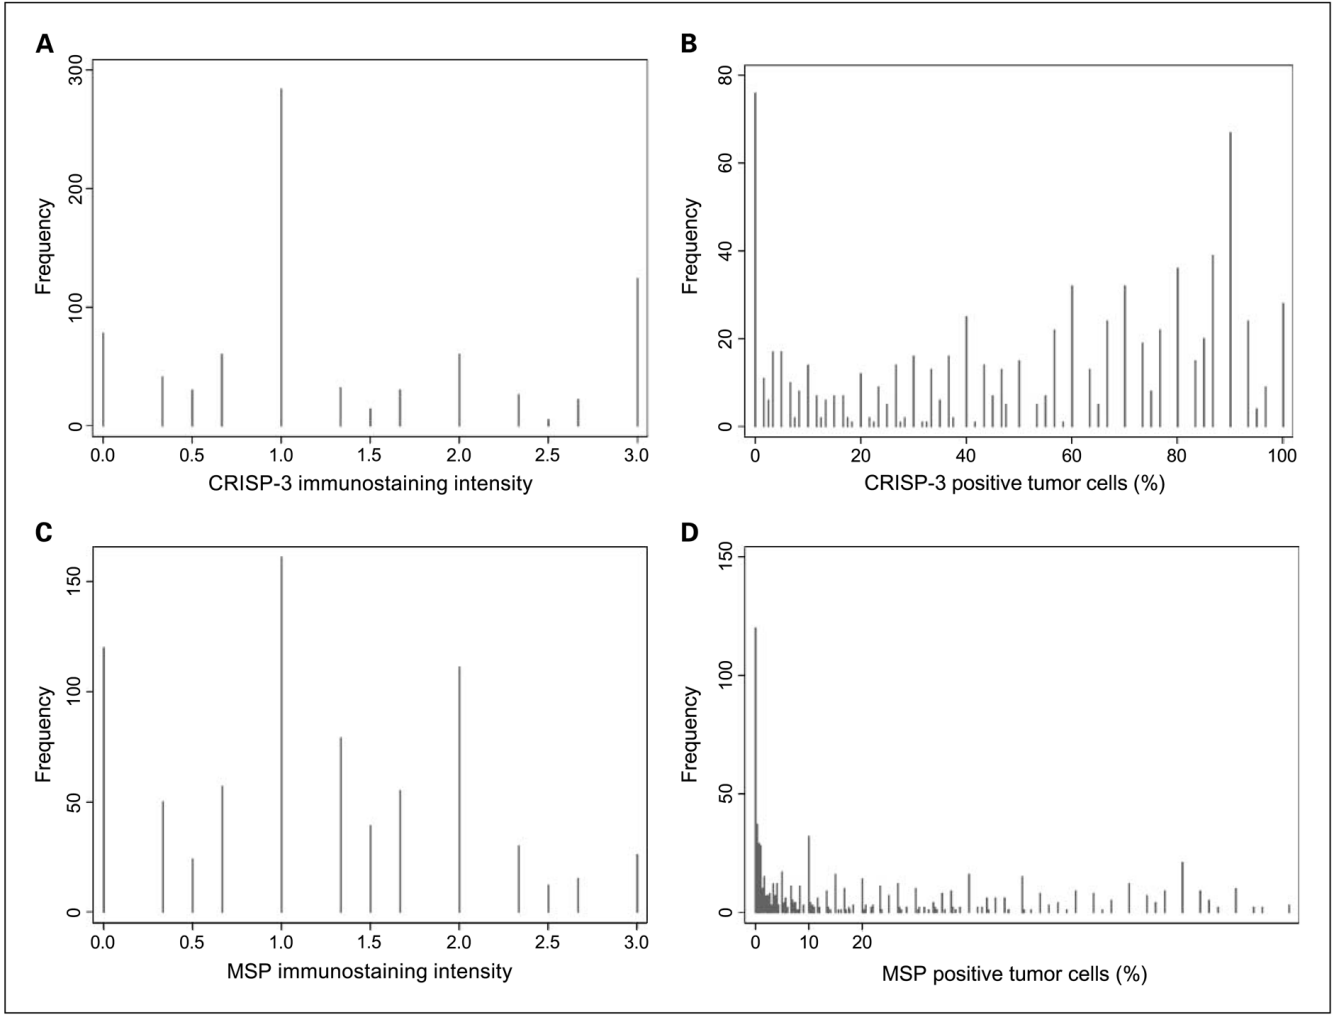 A
Frequency
300
200
100
0
0.0 0.5 1.0 1.5 2.0 2.5 3.0
CRISP-3 immunostaining intensity
B
Frequency
80
60
40
20
0
0 20 40 60 80 100
CRISP-3 positive tumor cells (%)
C
Frequency
150
100
50
0
0.0 0.5 1.0 1.5 2.0 2.5 3.0
MSP immunostaining intensity
D
Frequency
150
100
50
0
0 10 20
MSP positive tumor cells (%)